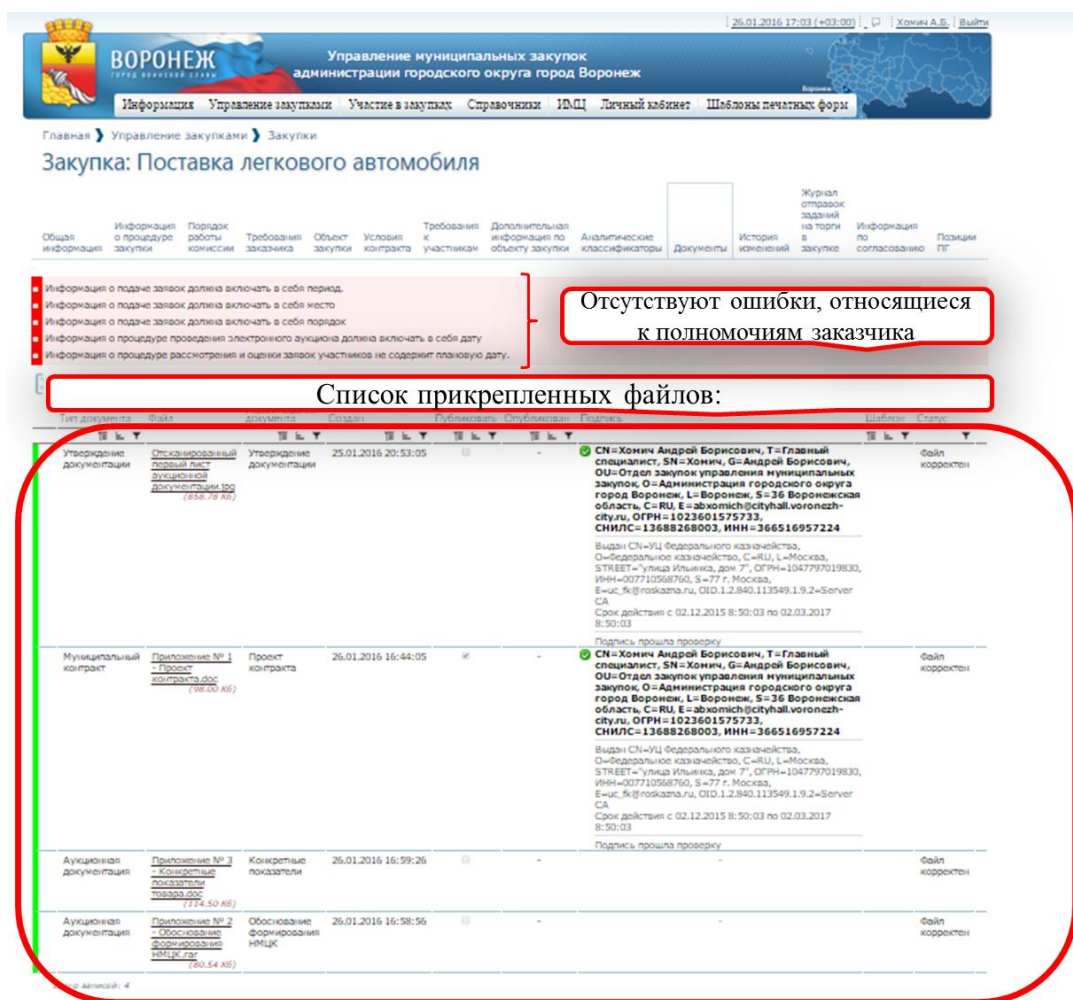 26.01.2016 17:03 (+03:00) Хомич А.Б. Выйти
ВОРОНЕЖ
ГОРОД ВОИНСКОЙ СЛАВЫ
Управление муниципальных закупок
администрации городского округа город Воронеж
Воронеж
Информация Управление закупками Участие в закупках Справочники ИМЦ Личный кабинет Шаблоны печатных форм
Главная ❯ Управление закупками ❯ Закупки
Закупка: Поставка легкового автомобиля
Общая
информация
Информация
о процедуре
закупки
Порядок
работы
комиссии
Требования
заказчика
Объект
закупки
Условия
контракта
Требования
к
участникам
Дополнительная
информация по
объекту закупки
Аналитические
классификаторы
Документы
История
изменений
Журнал
отправок
заданий
на торги
в
закупке
Информация
по
согласованию
Позиции
ПГ
Информация о подаче заявок должна включать в себя период.
Информация о подаче заявок должна включать в себя место
Информация о подаче заявок должна включать в себя порядок
Информация о процедуре проведения электронного аукциона должна включать в себя дату
Информация о процедуре рассмотрения и оценки заявок участников не содержит плановую дату.
Отсутствуют ошибки, относящиеся
к полномочиям заказчика
Список прикрепленных файлов:
Тип документа Файл документа Создан Публиковать Опубликован Подпись Шаблон Статус
Утверждение
документации
Отсканированный
первый лист
аукционной
документации.jpg
(858.78 Кб)
Утверждение
документации
25.01.2016 20:53:05
-
CN=Хомич Андрей Борисович, T=Главный
специалист, SN=Хомич, G=Андрей Борисович,
OU=Отдел закупок управления муниципальных
закупок, O=Администрация городского округа
город Воронеж, L=Воронеж, S=36 Воронежская
область, C=RU, E=abxomich@cityhall.voronezh-
city.ru, ОГРН=1023601575733,
СНИЛС=13688268003, ИНН=366516957224
Выдан CN=УЦ Федерального казначейства,
O=Федеральное казначейство, C=RU, L=Москва,
STREET="улица Ильинка, дом 7", ОГРН=1047797019830,
ИНН=007710568760, S=77 г. Москва,
E=uc_fk@roskazna.ru, OID.1.2.840.113549.1.9.2=Server
CA
Срок действия с 02.12.2015 8:50:03 по 02.03.2017
8:50:03
Подпись прошла проверку
Файл
корректен
Муниципальный
контракт
Приложение № 1
- Проект
контракта.doc
(98.00 Кб)
Проект
контракта
26.01.2016 16:44:05
-
CN=Хомич Андрей Борисович, T=Главный
специалист, SN=Хомич, G=Андрей Борисович,
OU=Отдел закупок управления муниципальных
закупок, O=Администрация городского округа
город Воронеж, L=Воронеж, S=36 Воронежская
область, C=RU, E=abxomich@cityhall.voronezh-
city.ru, ОГРН=1023601575733,
СНИЛС=13688268003, ИНН=366516957224
Выдан CN=УЦ Федерального казначейства,
O=Федеральное казначейство, C=RU, L=Москва,
STREET="улица Ильинка, дом 7", ОГРН=1047797019830,
ИНН=007710568760, S=77 г. Москва,
E=uc_fk@roskazna.ru, OID.1.2.840.113549.1.9.2=Server
CA
Срок действия с 02.12.2015 8:50:03 по 02.03.2017
8:50:03
Подпись прошла проверку
Файл
корректен
Аукционная
документация
Приложение № 3
- Конкретные
показатели
товара.doc
(114.50 Кб)
Конкретные
показатели
26.01.2016 16:59:26
-
-
Файл
корректен
Аукционная
документация
Приложение № 2
- Обоснование
формирования
НМЦК.rar
(80.54 Кб)
Обоснование
формирования
НМЦК
26.01.2016 16:58:56
-
-
Файл
корректен
записей: 4